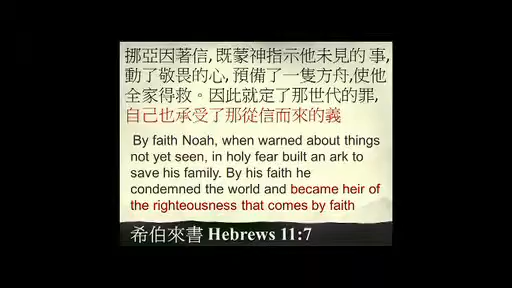 挪亞因著信, 既蒙神指示他未見的 事,
動了敬畏的心, 預備了一隻方舟,使他
全家得救。因此就定了那世代的罪,
自己也承受了那從信而來的義
By faith Noah, when warned about things
not yet seen, in holy fear built an ark to
save his family. By his faith he
condemned the world and became heir of
the righteousness that comes by faith
希伯來書 Hebrews 11:7